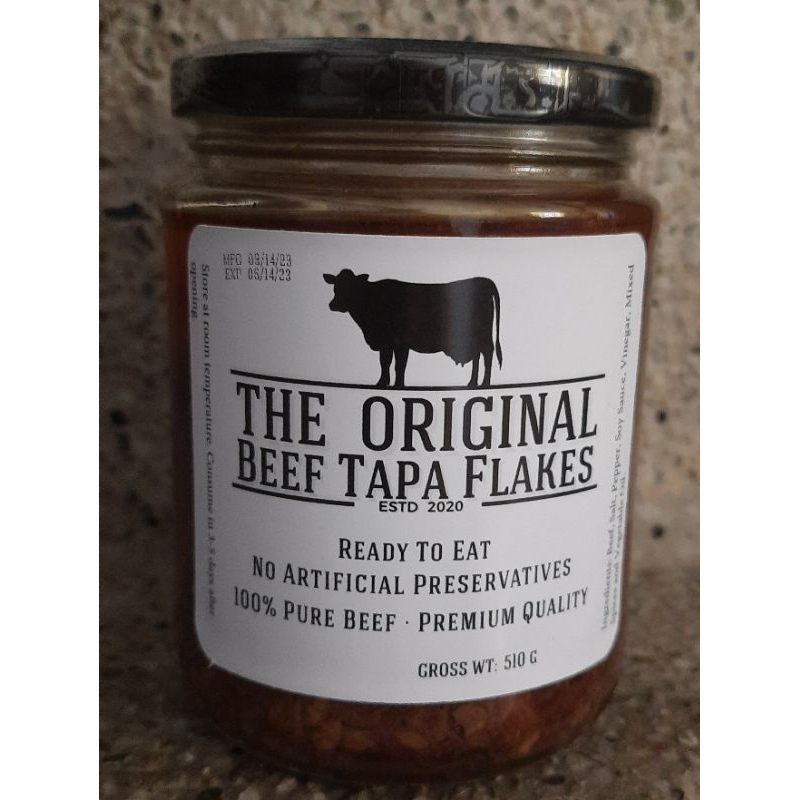 MFG 03/14/23
EXP 06/14/23
Store at room temperature. Consume in 3-5 days after
opening.
THE ORIGINAL
BEEF TAPA FLAKES
ESTD 2020
READY TO EAT
NO ARTIFICIAL PRESERVATIVES
100% PURE BEEF · PREMIUM QUALITY
GROSS WT: 510 G
Ingredients: Beef, Salt, Pepper, Soy Sauce, Vinegar, Mixed
Spices and Vegetable Oil